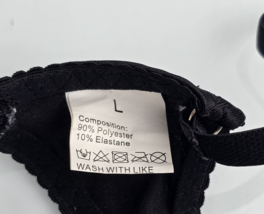 L
Composition:
90% Polyester
10% Elastane
WASH WITH LIKE